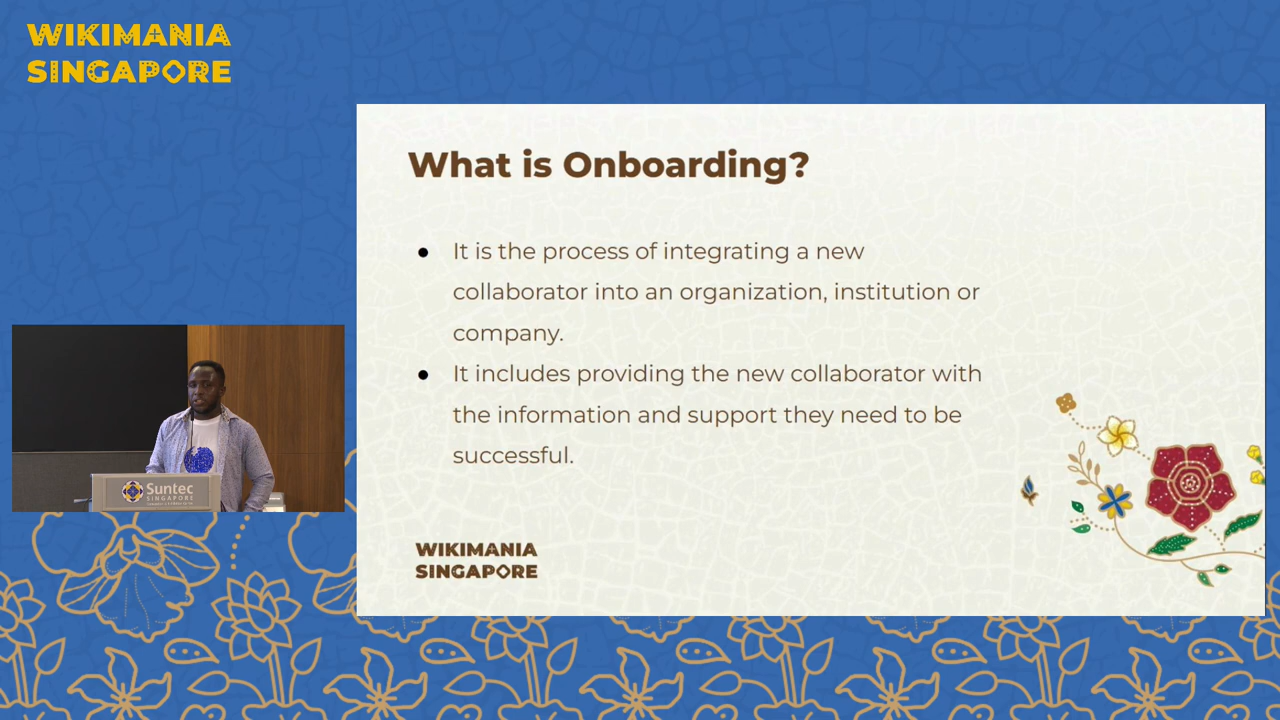 WIKIMANIA
SINGAPORE
What is Onboarding?
● It is the process of integrating a new
collaborator into an organization, institution or
company.
● It includes providing the new collaborator with
the information and support they need to be
successful.
Suntec
SINGAPORE
WIKIMANIA
SINGAPORE